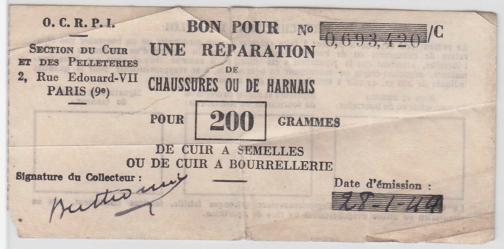 O. C. R. P. I.
SECTION DU CUIR
ET DES PELLETERIES
2, Rue Edouard-VII
PARIS (9e)
BON POUR No 0,693,420 /C
UNE RÉPARATION
DE
CHAUSSURES OU DE HARNAIS
POUR 200 GRAMMES
DE CUIR A SEMELLES
OU DE CUIR A BOURRELLERIE
Signature du Collecteur :
Date d'émission :
28-1-44